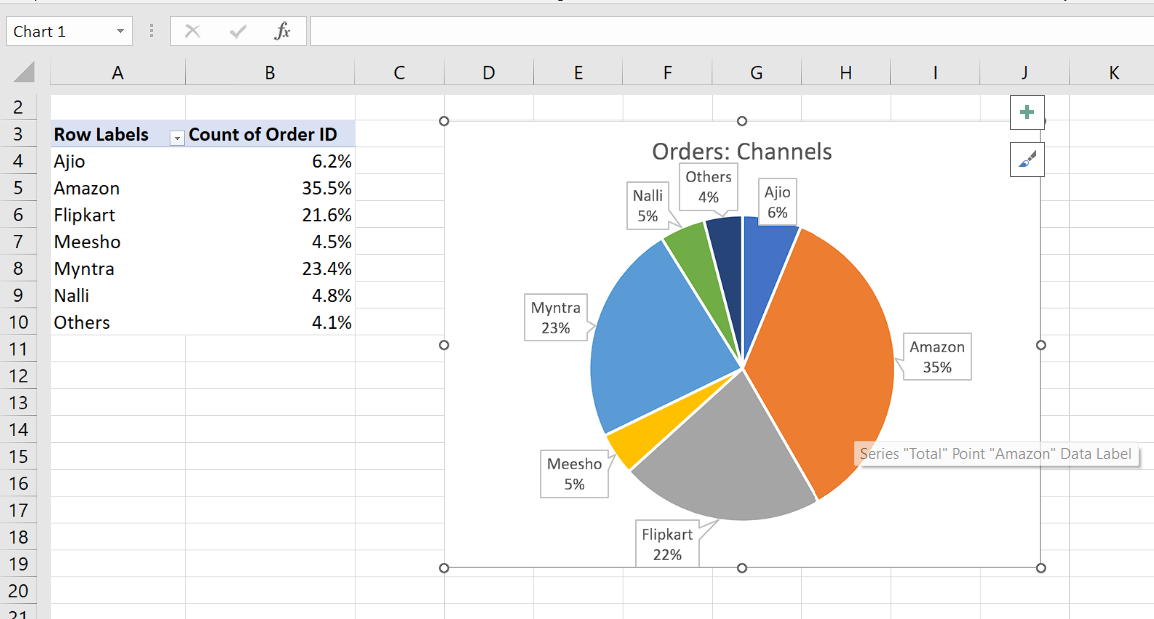 Chart 1
fx
A B C D E F G H I J K
2
3 Row Labels Count of Order ID
4 Ajio 6.2%
5 Amazon 35.5%
6 Flipkart 21.6%
7 Meesho 4.5%
8 Myntra 23.4%
9 Nalli 4.8%
10 Others 4.1%
11
12
13
14
15
16
17
18
19
20
21
Orders: Channels
Others
4%
Nalli
5%
Ajio
6%
Myntra
23%
Amazon
35%
Series "Total" Point "Amazon" Data Label
Meesho
5%
Flipkart
22%